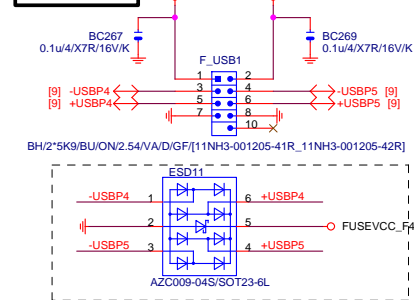 BC267
0.1u/4/X7R/16V/K
BC269
0.1u/4/X7R/16V/K
F_USB1
1 2
[9] -USBP4 3 4 -USBP5 [9]
[9] +USBP4 5 6 +USBP5 [9]
7 8
10
BH/2*5K9/BU/ON/2.54/VA/D/GF/[11NH3-001205-41R_11NH3-001205-42R]
ESD11
-USBP4 1 6 +USBP4
2 5 FUSEVCC_F4
-USBP5 3 4 +USBP5
AZC009-04S/SOT23-6L